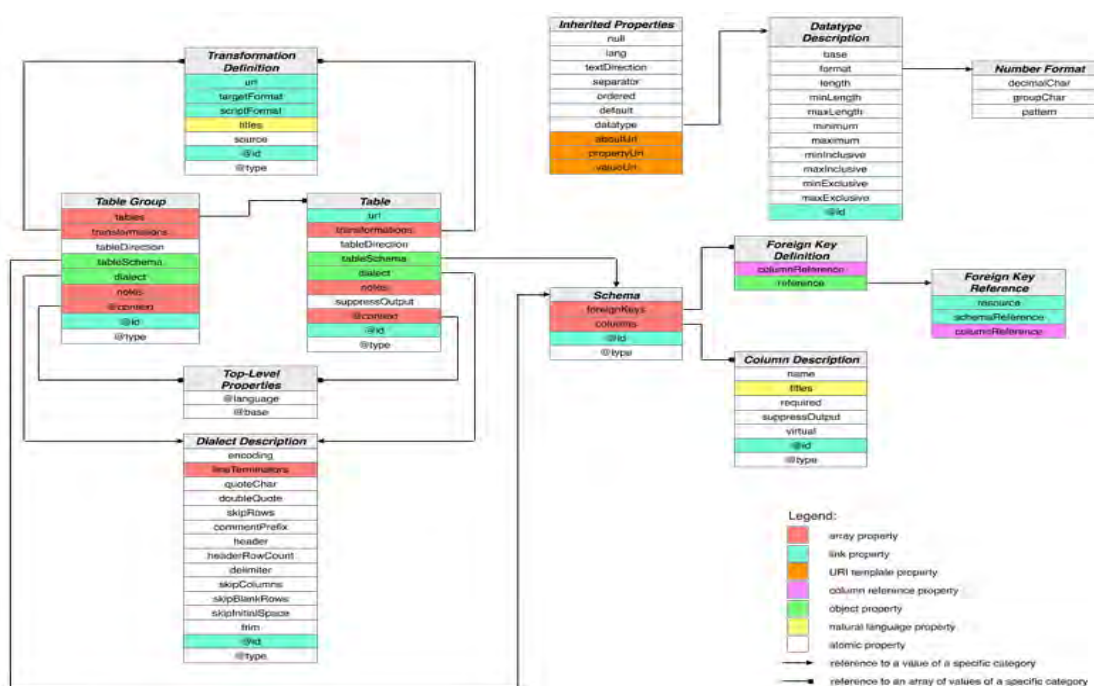 Transformation
Definition
url
targetFormat
scriptFormat
titles
source
@id
@type
Inherited Properties
null
lang
textDirection
separator
ordered
default
datatype
aboutUrl
propertyUrl
valueUrl
Datatype
Description
base
format
length
minLength
maxLength
minimum
maximum
minInclusive
maxInclusive
minExclusive
maxExclusive
@id
Number Format
decimalChar
groupChar
pattern
Table Group
tables
transformations
tableDirection
tableSchema
dialect
notes
@context
@id
@type
Table
url
transformations
tableDirection
tableSchema
dialect
notes
suppressOutput
@context
@id
@type
Schema
foreignKeys
columns
@id
@type
Foreign Key
Definition
columnReference
reference
Foreign Key
Reference
resource
schemaReference
columnReference
Top-Level
Properties
@language
@base
Column Description
name
titles
required
suppressOutput
virtual
@id
@type
Dialect Description
encoding
lineTerminators
quoteChar
doubleQuote
skipRows
commentPrefix
header
headerRowCount
delimiter
skipColumns
skipBlankRows
skipInitialSpace
trim
@id
@type
Legend:
array property
link property
URI template property
column reference property
object property
natural language property
atomic property
reference to a value of a specific category
reference to an array of values of a specific category